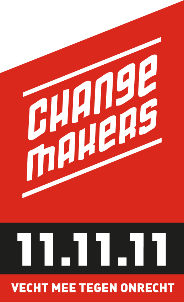 CHANGE
MAKERS
11.11.11
VECHT MEE TEGEN ONRECHT